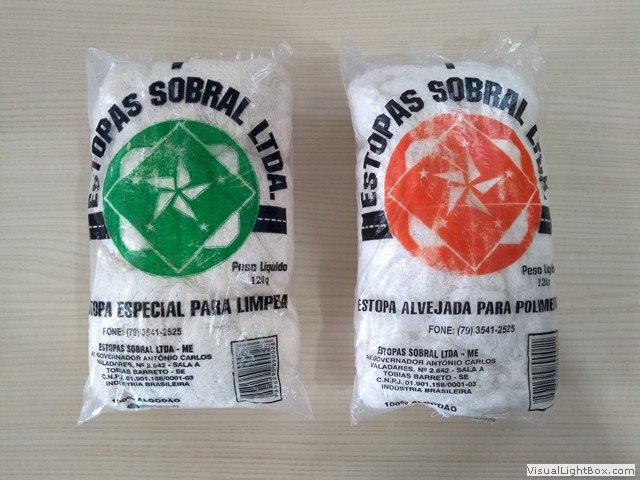 ESTOPAS SOBRAL LTDA.
Peso Líquido
120g
OPA ESPECIAL PARA LIMPEZA
FONE: (79) 3541-2525
ESTOPAS SOBRAL LTDA - ME
AV GOVERNADOR ANTÔNIO CARLOS
VALADARES, Nº 2.642 - SALA A
TOBIAS BARRETO - SE
C.N.P.J. 01.901.158/0001-03
INDÚSTRIA BRASILEIRA
100% ALGODÃO
ESTOPAS SOBRAL LTDA.
Peso Líquido
120g
ESTOPA ALVEJADA PARA POLIME
FONE: (79) 3541-2525
ESTOPAS SOBRAL LTDA - ME
AV GOVERNADOR ANTÔNIO CARLOS
VALADARES, Nº 2.642 - SALA A
TOBIAS BARRETO - SE
C.N.P.J. 01.901.158/0001-03
INDÚSTRIA BRASILEIRA
100% ALGODÃO
VisualLightBox.com